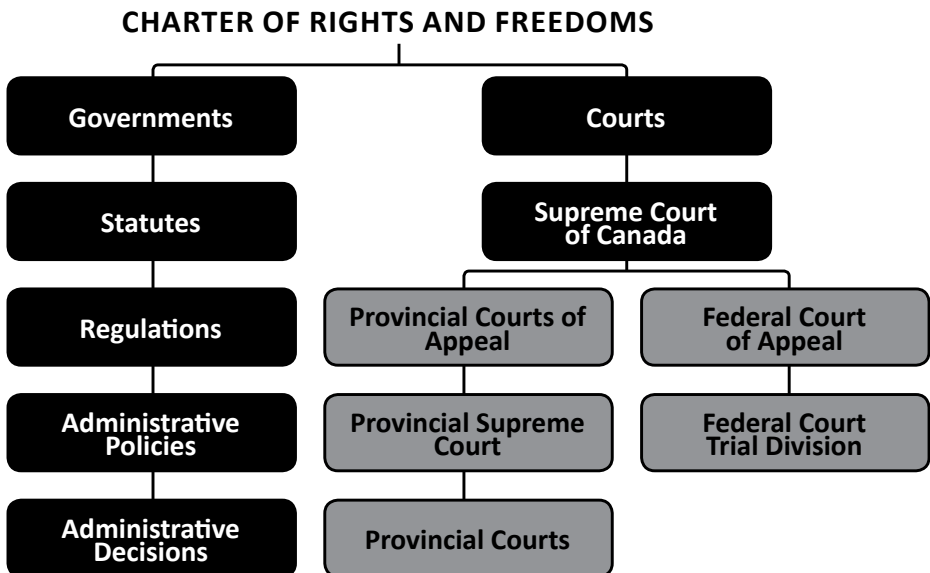 CHARTER OF RIGHTS AND FREEDOMS
Governments
Courts
Statutes
Supreme Court
of Canada
Regulations
Provincial Courts of
Appeal
Federal Court
of Appeal
Administrative
Policies
Provincial Supreme
Court
Federal Court
Trial Division
Administrative
Decisions
Provincial Courts